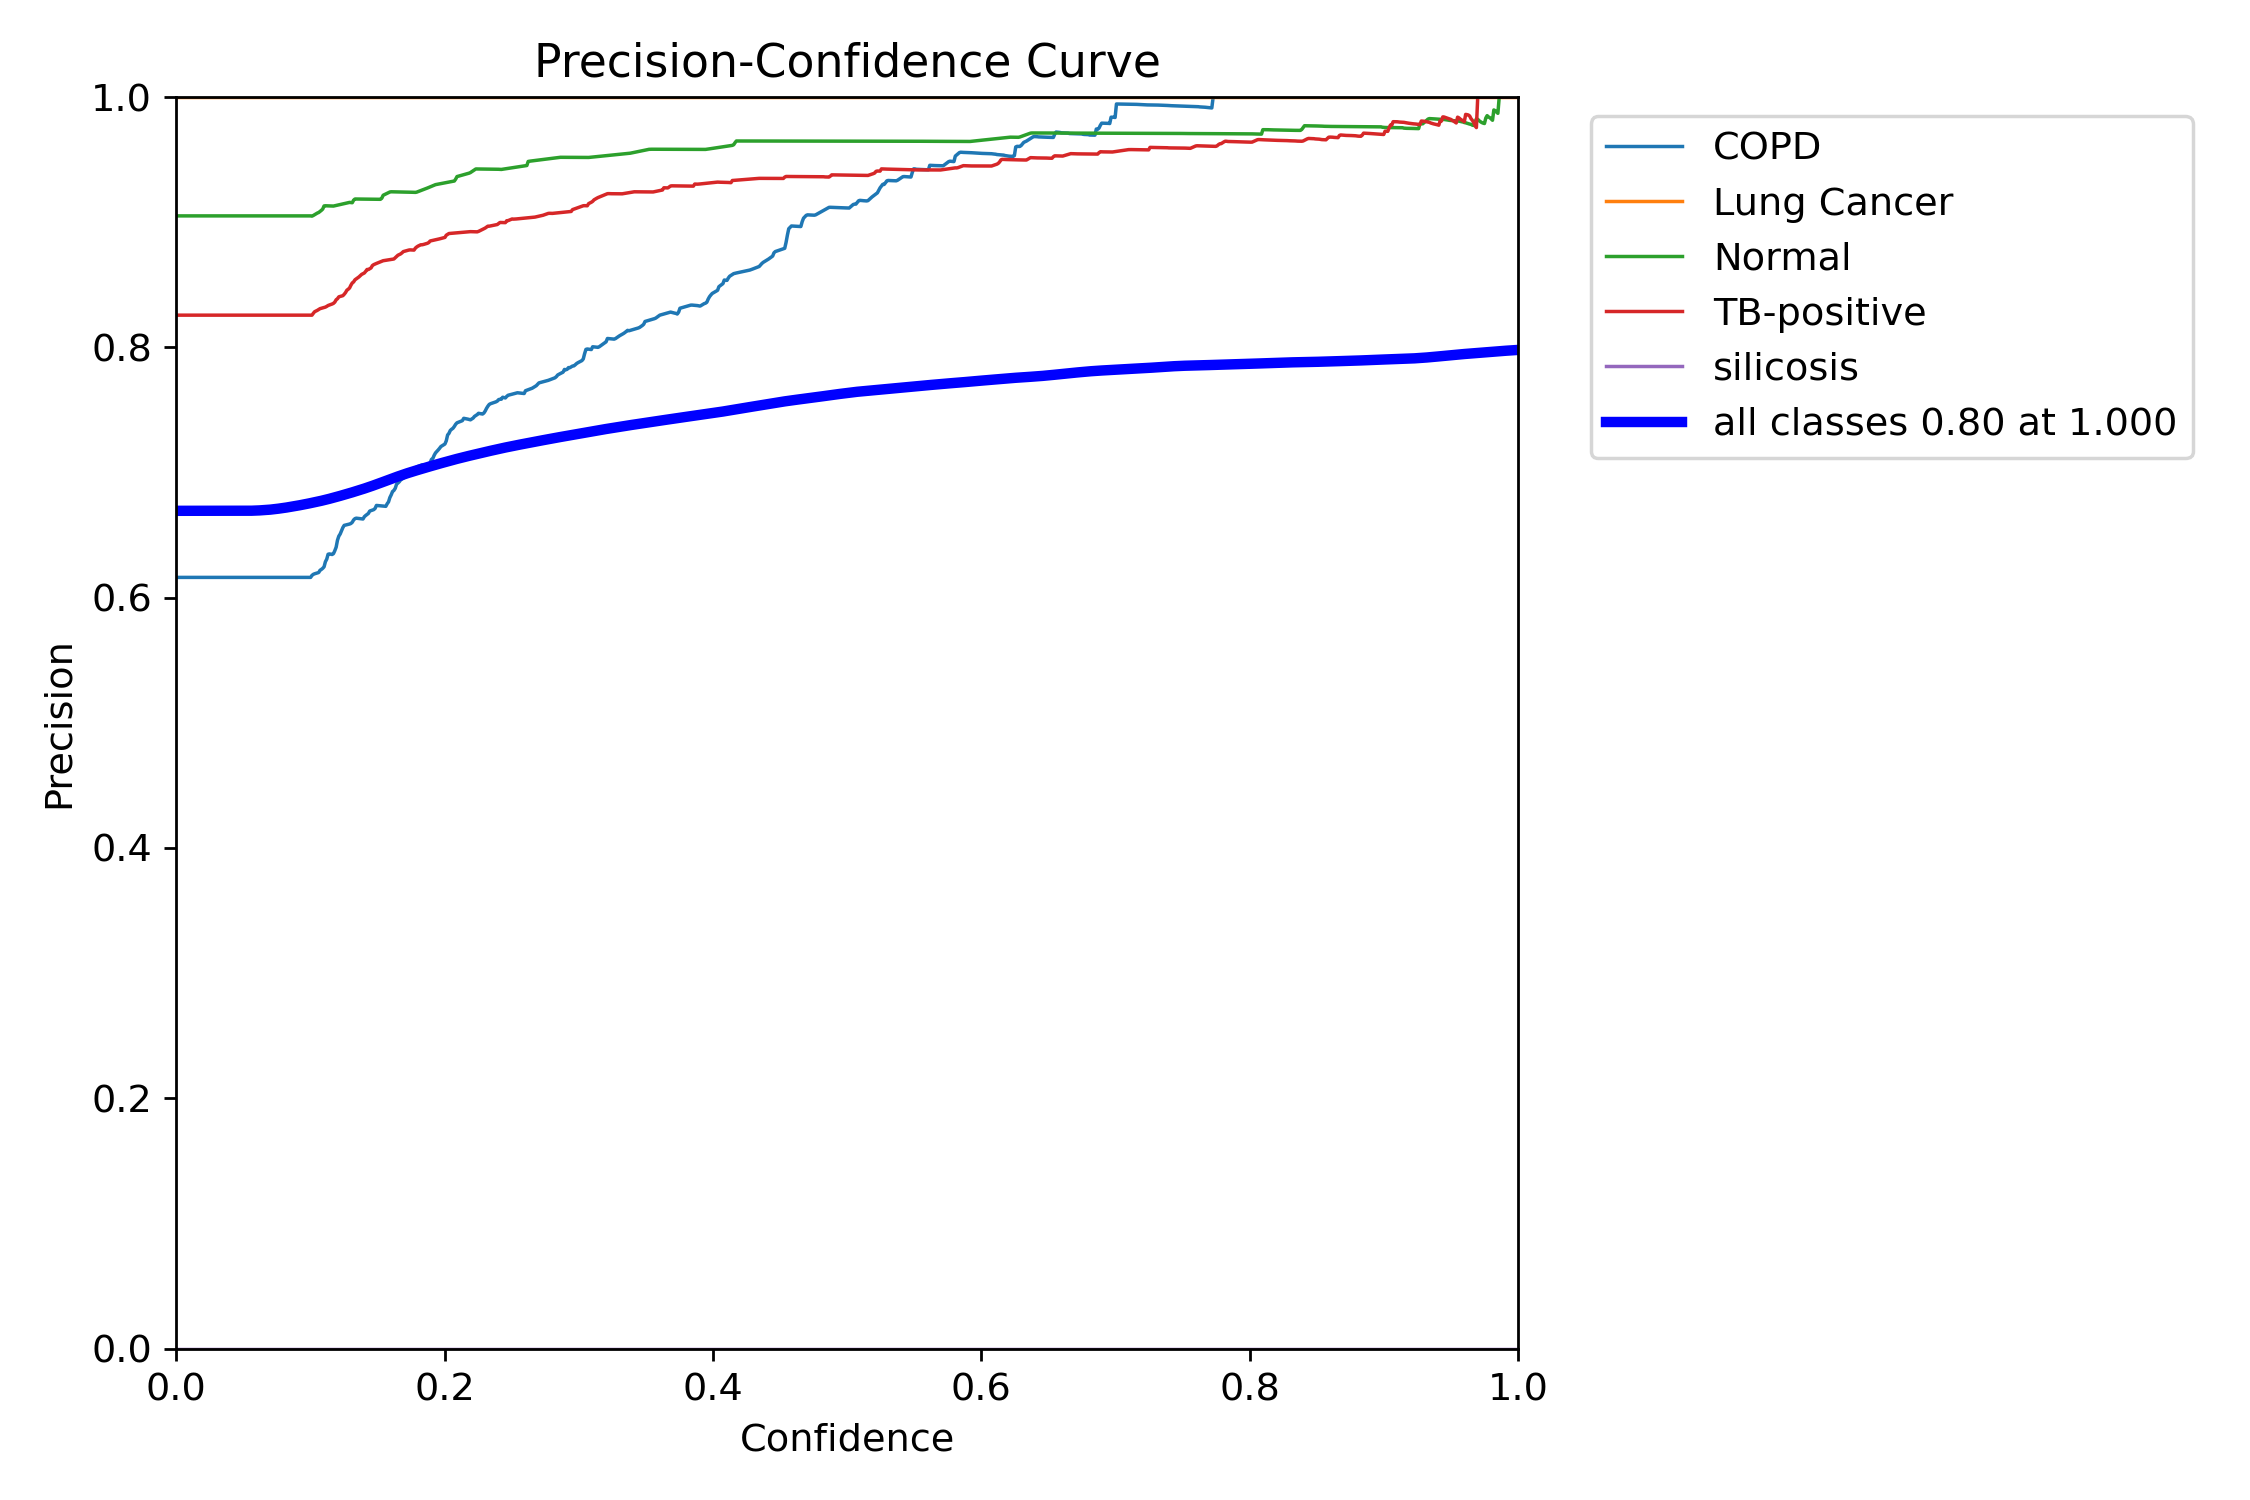 Precision-Confidence Curve
1.0
0.8
0.6
0.4
0.2
0.0
Precision
0.0 0.2 0.4 0.6 0.8 1.0
Confidence
COPD
Lung Cancer
Normal
TB-positive
silicosis
all classes 0.80 at 1.000